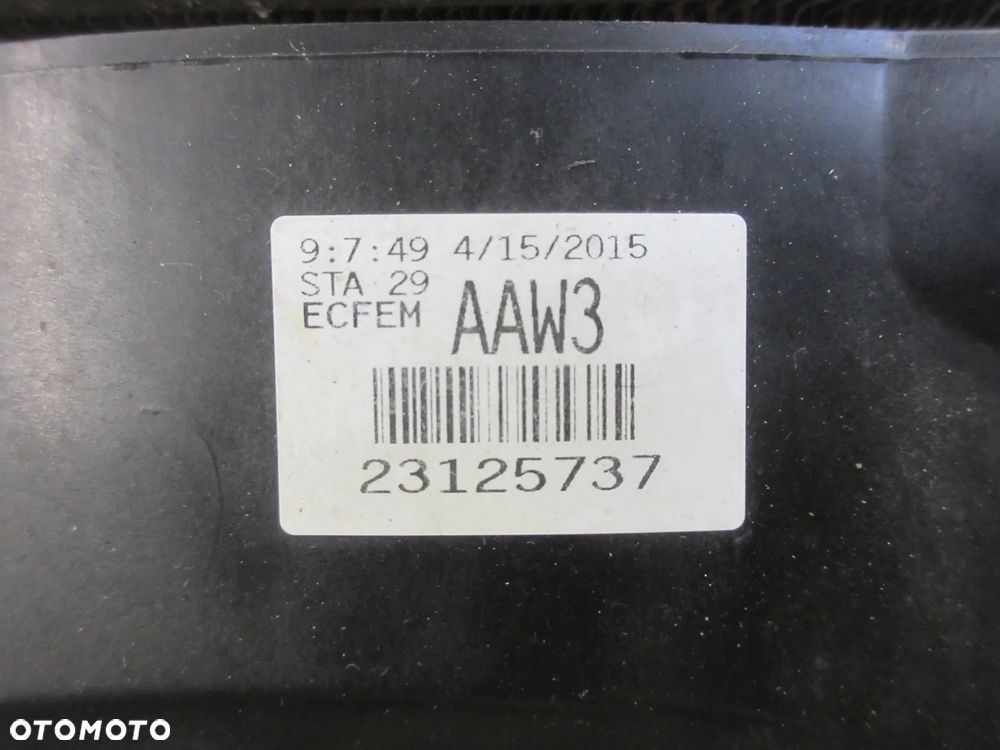 9:7:49 4/15/2015
STA 29
ECFEM AAW3
23125737
OTOMOTO